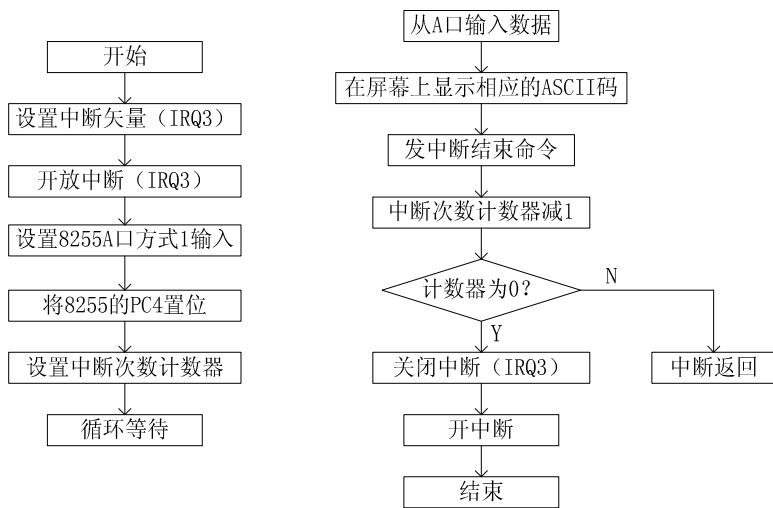 开始
设置中断矢量（IRQ3）
开放中断（IRQ3）
设置8255A口方式1输入
将8255的PC4置位
设置中断次数计数器
循环等待
从A口输入数据
在屏幕上显示相应的ASCII码
发中断结束命令
中断次数计数器减1
计数器为0?
N
Y
关闭中断（IRQ3）
中断返回
开中断
结束